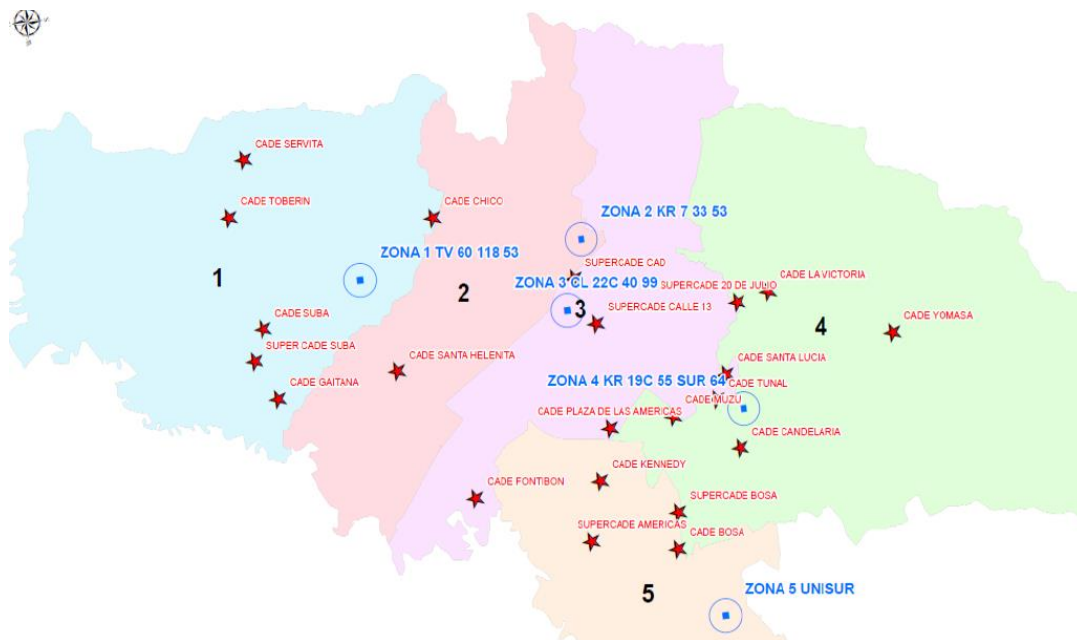 CADE SERVITA
CADE TOBERIN
CADE CHICO
ZONA 2 KR 7 33 53
ZONA 1 TV 60 118 53
1
2
SUPERCADE CAD
ZONA 3 CL 22C 40 99
3
SUPERCADE 20 DE JULIO
CADE LA VICTORIA
SUPERCADE CALLE 13
4
CADE YOMASA
CADE SUBA
SUPER CADE SUBA
CADE SANTA HELENITA
CADE SANTA LUCIA
CADE GAITANA
ZONA 4 KR 19C 55 SUR 64
CADE TUNAL
CADE MUZU
CADE PLAZA DE LAS AMERICAS
CADE CANDELARIA
CADE KENNEDY
CADE FONTIBON
SUPERCADE BOSA
SUPERCADE AMERICAS
CADE BOSA
5
ZONA 5 UNISUR